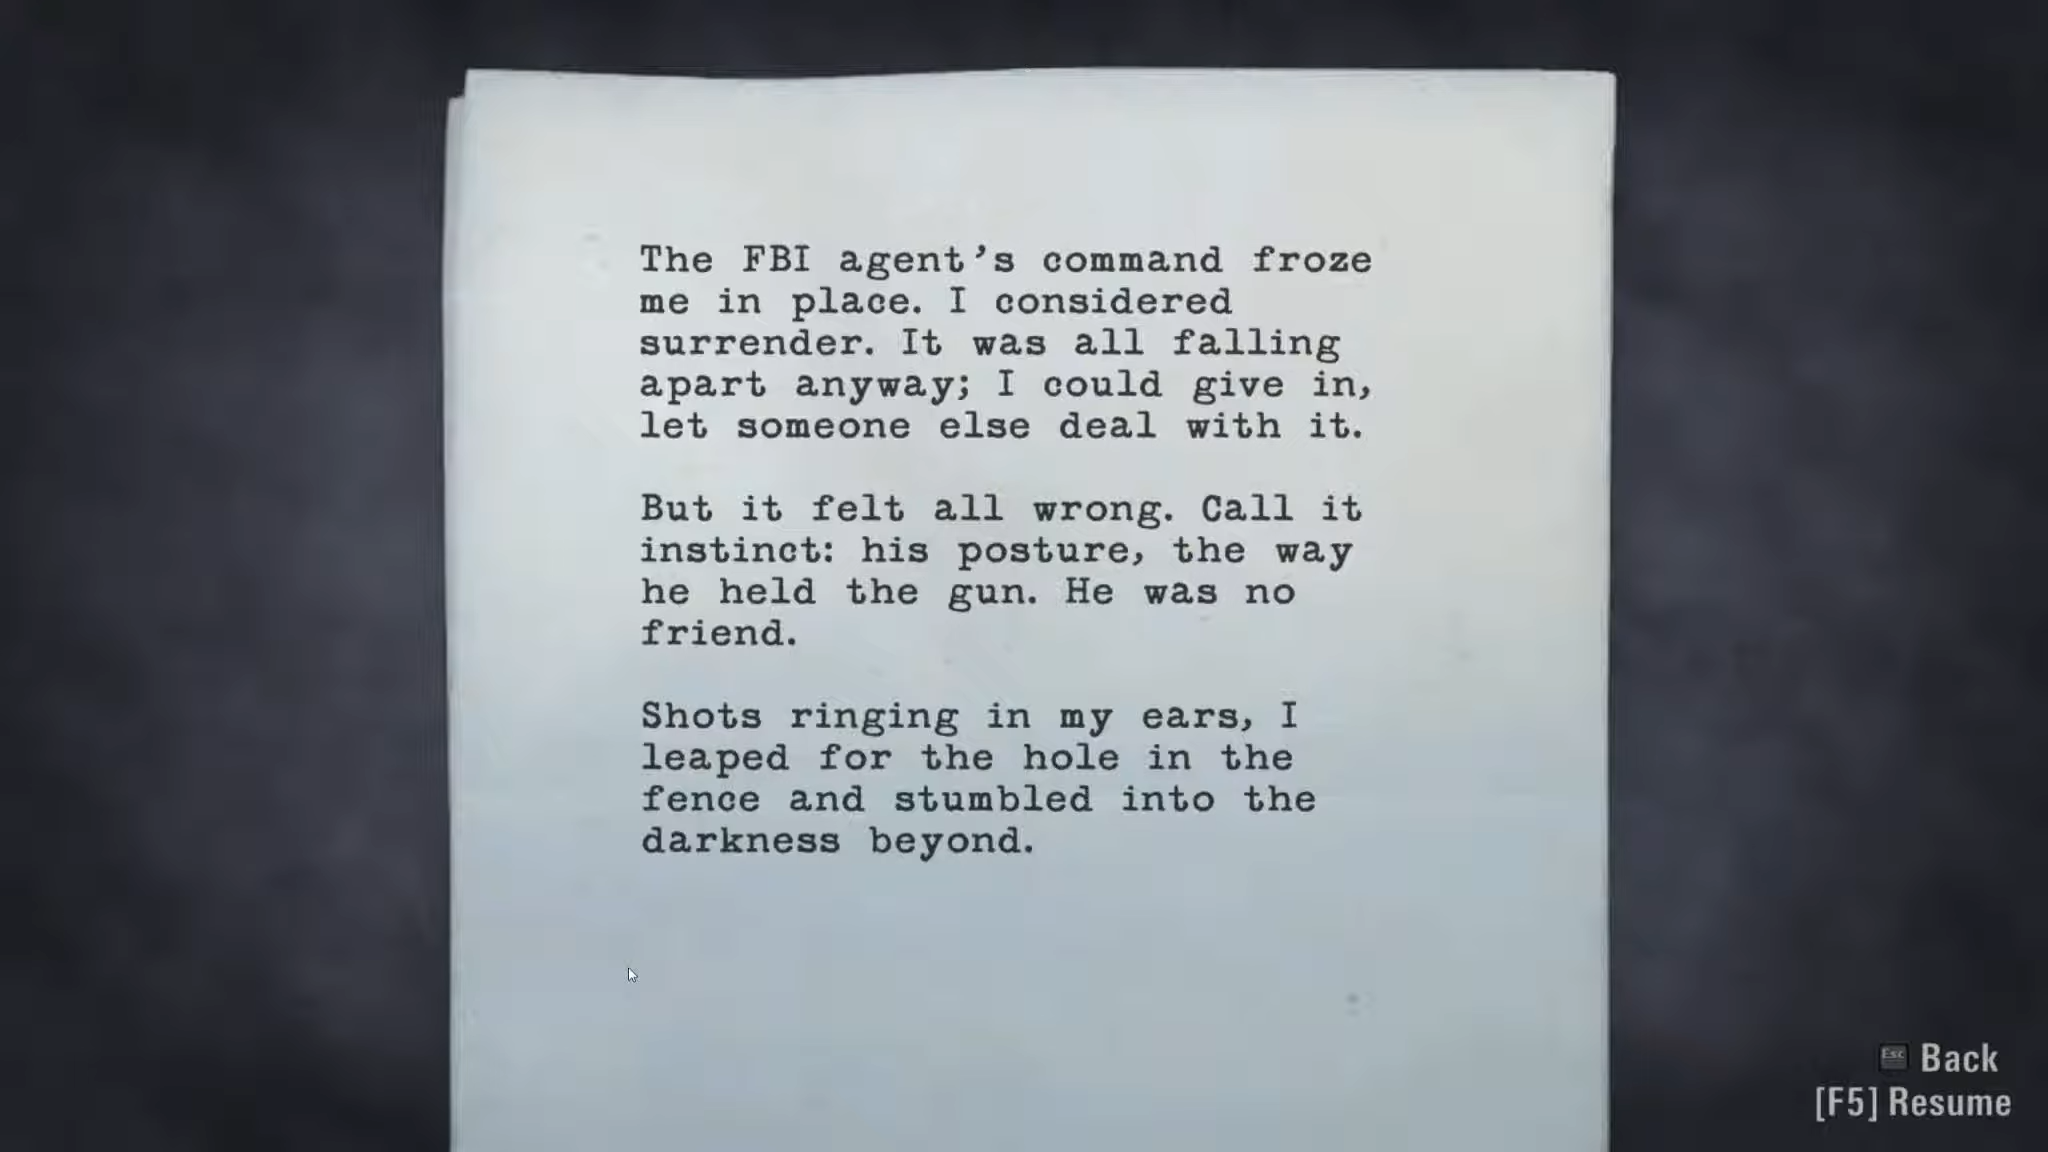 The FBI agent’s command froze
me in place. I considered
surrender. It was all falling
apart anyway; I could give in,
let someone else deal with it.
But it felt all wrong. Call it
instinct: his posture, the way
he held the gun. He was no
friend.
Shots ringing in my ears, I
leaped for the hole in the
fence and stumbled into the
darkness beyond.
Esc Back
[F5] Resume